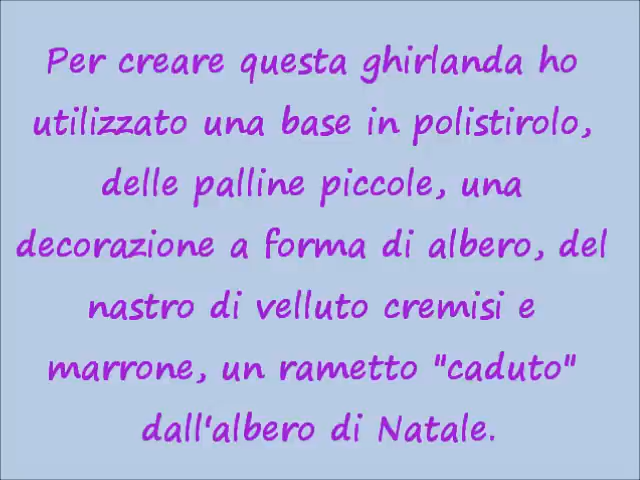 Per creare questa ghirlanda ho
utilizzato una base in polistirolo,
delle palline piccole, una
decorazione a forma di albero, del
nastro di velluto cremisi e
marrone, un rametto "caduto"
dall'albero di Natale.